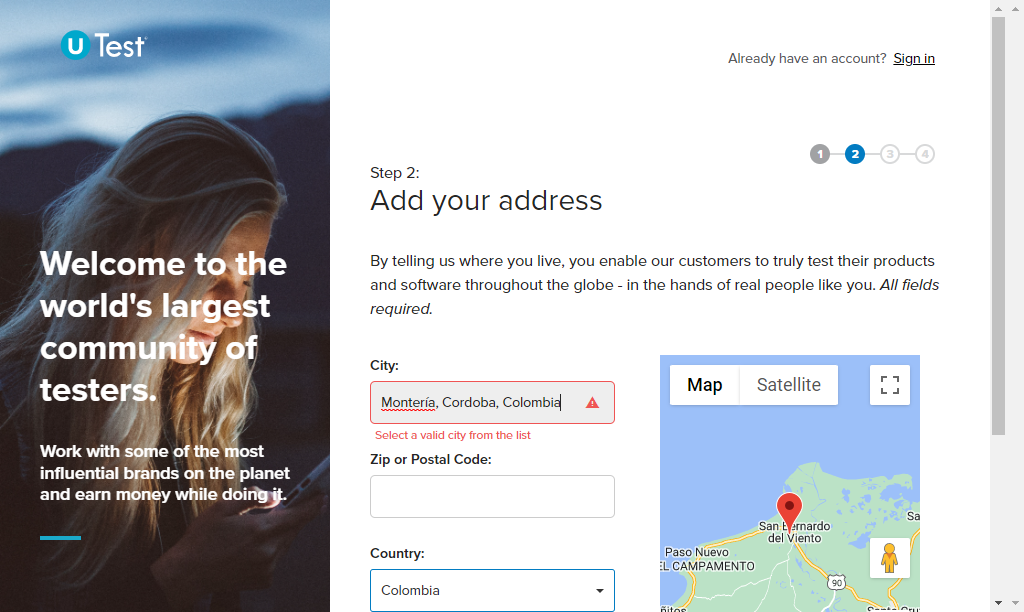 U Test
Already have an account? Sign in
1 2 3 4
Step 2:
Add your address
Welcome to the
world's largest
community of
testers.
Work with some of the most
influential brands on the planet
and earn money while doing it.
By telling us where you live, you enable our customers to truly test their products
and software throughout the globe - in the hands of real people like you. All fields
required.
City:
Montería, Cordoba, Colombia
Select a valid city from the list
Zip or Postal Code:
Country:
Colombia
Map Satellite
San Bernardo
del Viento
Sa
Paso Nuevo
EL CAMPAMENTO
90
ñitos
Santa Cruz